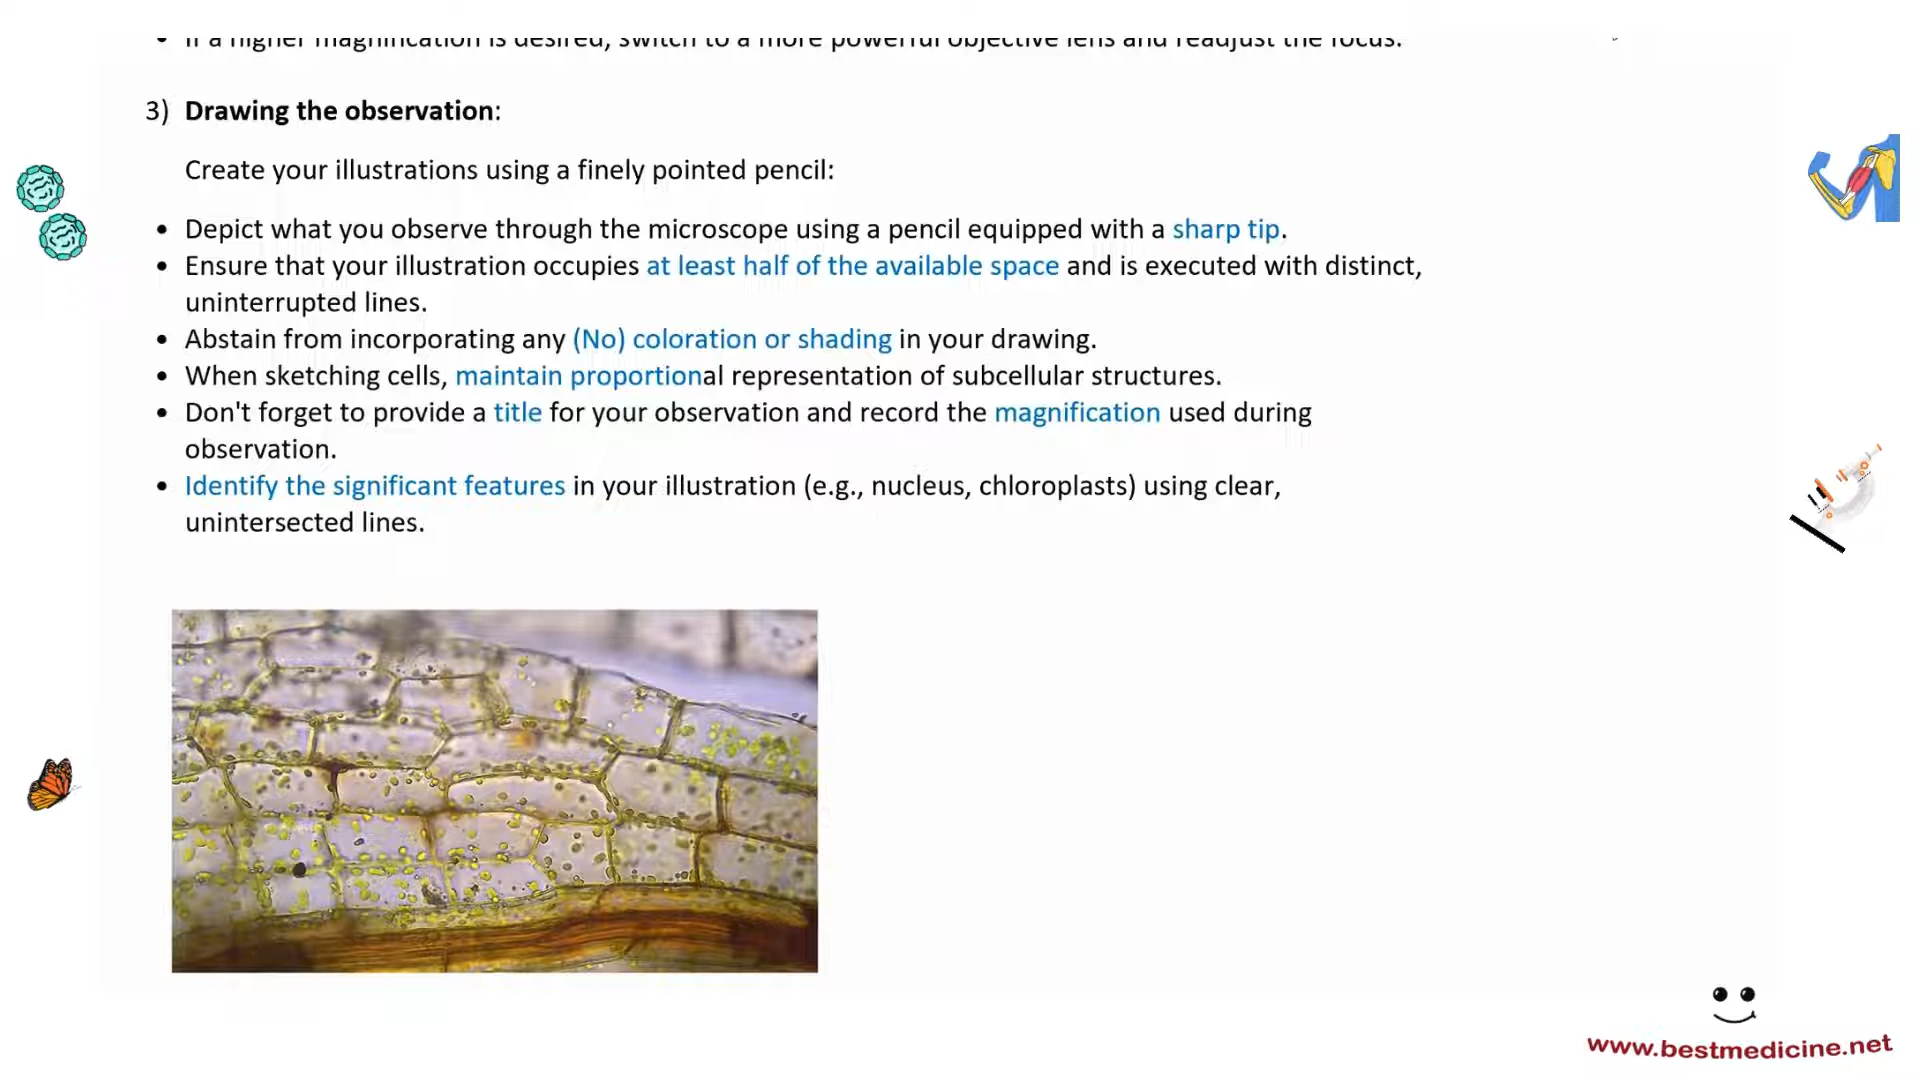 • If a higher magnification is desired, switch to a more powerful objective lens and readjust the focus.
3) Drawing the observation:
Create your illustrations using a finely pointed pencil:
• Depict what you observe through the microscope using a pencil equipped with a sharp tip.
• Ensure that your illustration occupies at least half of the available space and is executed with distinct,
uninterrupted lines.
• Abstain from incorporating any (No) coloration or shading in your drawing.
• When sketching cells, maintain proportional representation of subcellular structures.
• Don't forget to provide a title for your observation and record the magnification used during
observation.
• Identify the significant features in your illustration (e.g., nucleus, chloroplasts) using clear,
unintersected lines.
www.bestmedicine.net